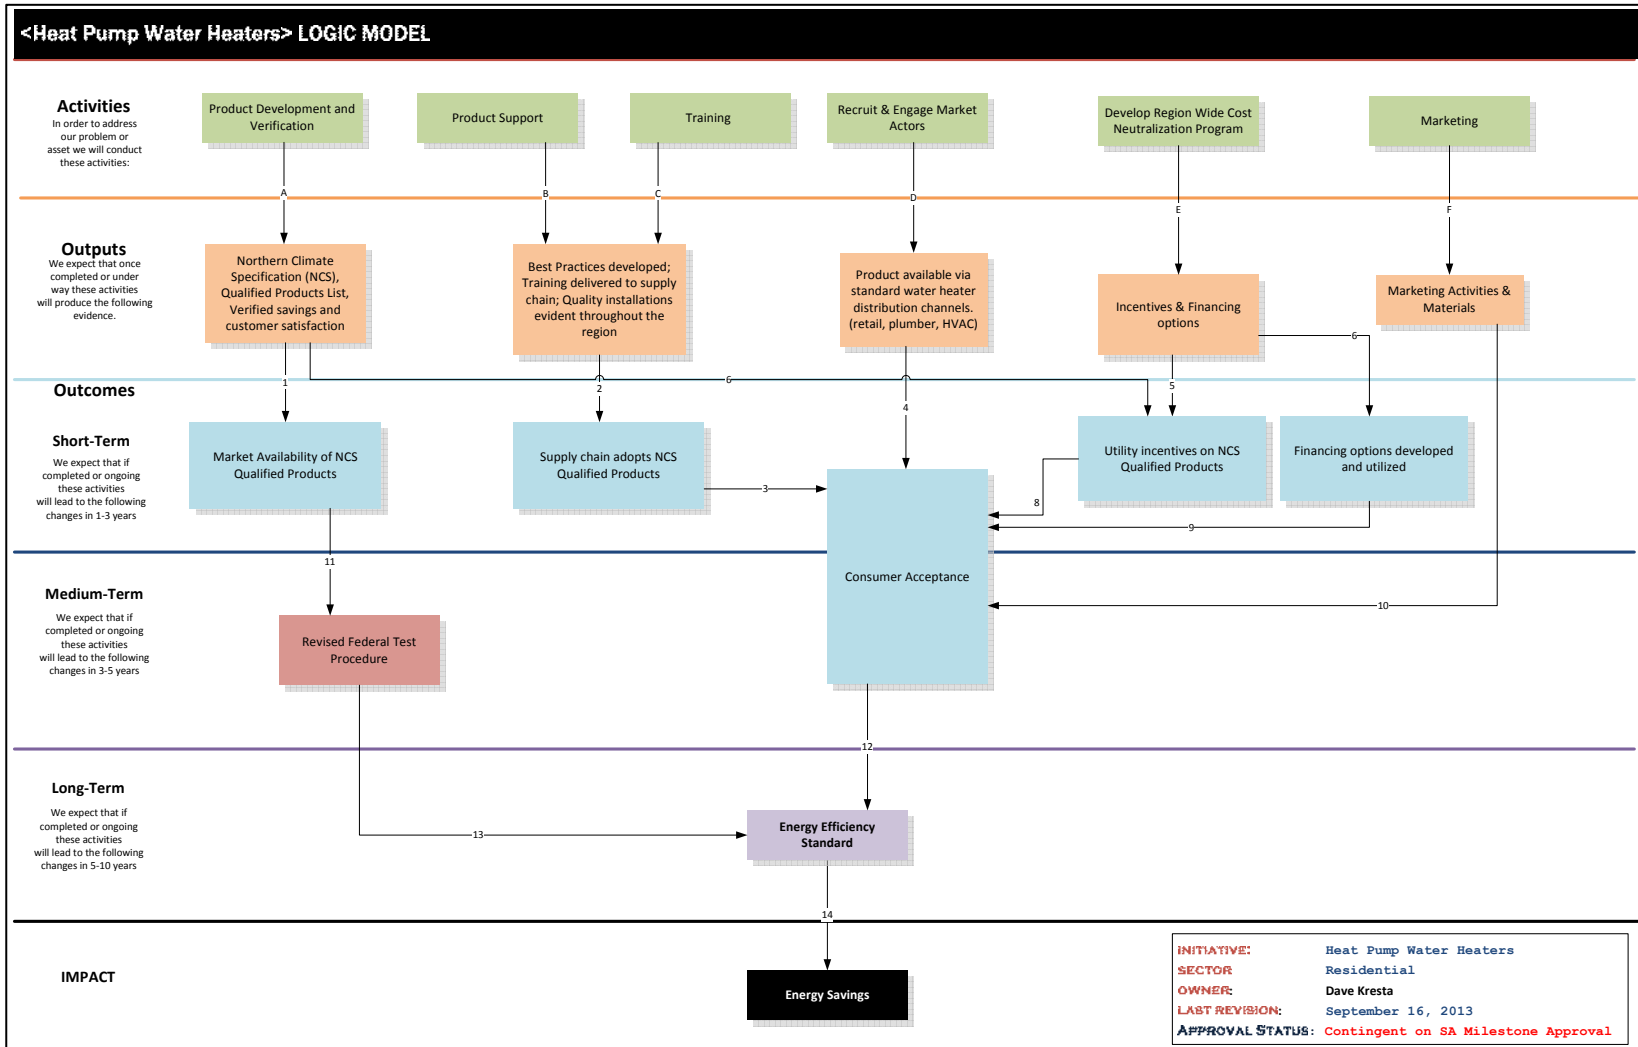 <Heat Pump Water Heaters> LOGIC MODEL
Activities
In order to address
our problem or
asset we will conduct
these activities:
Product Development and
Verification
Product Support
Training
Recruit & Engage Market
Actors
Develop Region Wide Cost
Neutralization Program
Marketing
A
B
C
D
E
F
Outputs
We expect that once
completed or under
way these activities
will produce the following
evidence.
Northern Climate
Specification (NCS),
Qualified Products List,
Verified savings and
customer satisfaction
Best Practices developed;
Training delivered to supply
chain; Quality installations
evident throughout the
region
Product available via
standard water heater
distribution channels.
(retail, plumber, HVAC)
Incentives & Financing
options
Marketing Activities &
Materials
6
1
2
6
4
5
Outcomes
Short-Term
We expect that if
completed or ongoing
these activities
will lead to the following
changes in 1-3 years
Market Availability of NCS
Qualified Products
Supply chain adopts NCS
Qualified Products
Utility incentives on NCS
Qualified Products
Financing options developed
and utilized
3
8
9
11
Medium-Term
We expect that if
completed or ongoing
these activities
will lead to the following
changes in 3-5 years
Consumer Acceptance
10
Revised Federal Test
Procedure
12
Long-Term
We expect that if
completed or ongoing
these activities
will lead to the following
changes in 5-10 years
13
Energy Efficiency
Standard
14
IMPACT
Energy Savings
INITIATIVE: Heat Pump Water Heaters
SECTOR Residential
OWNER: Dave Kresta
LAST REVISION: September 16, 2013
APPROVAL STATUS: Contingent on SA Milestone Approval